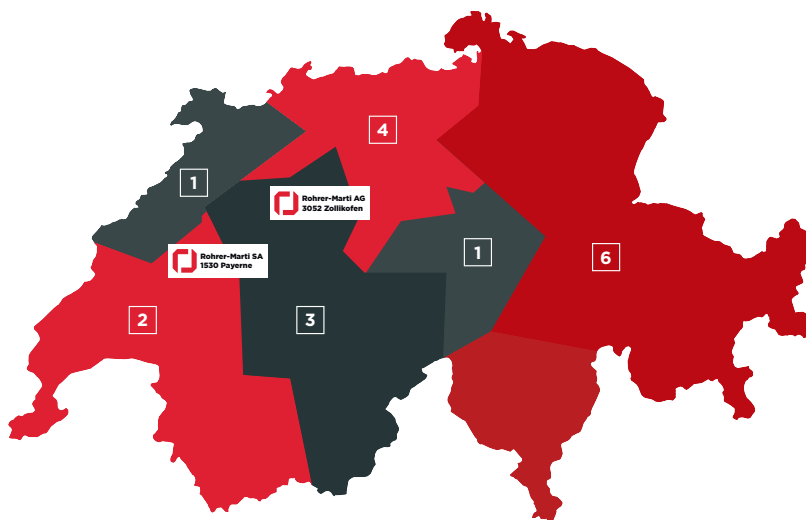 4
1
Rohrer-Marti AG
3052 Zollikofen
Rohrer-Marti SA
1530 Payerne
1
6
2
3